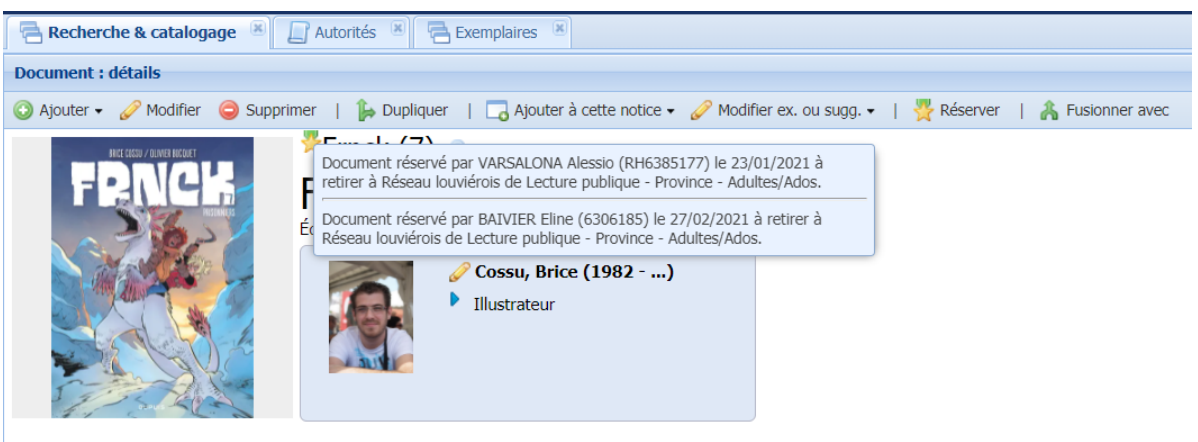 Recherche & catalogage
Autorités
Exemplaires
Document : détails
Ajouter Modifier Supprimer | Dupliquer | Ajouter à cette notice Modifier ex. ou sugg. | Réserver | Fusionner avec
BRICE COSSU / OLIVIER BOCQUET
FRNCK
7
PRISONNIERS
DUPUIS
Document réservé par VARSALONA Alessio (RH6385177) le 23/01/2021 à
retirer à Réseau louviérois de Lecture publique - Province - Adultes/Ados.
Document réservé par BAIVIER Eline (6306185) le 27/02/2021 à retirer à
Réseau louviérois de Lecture publique - Province - Adultes/Ados.
Cossu, Brice (1982 - ...)
Illustrateur